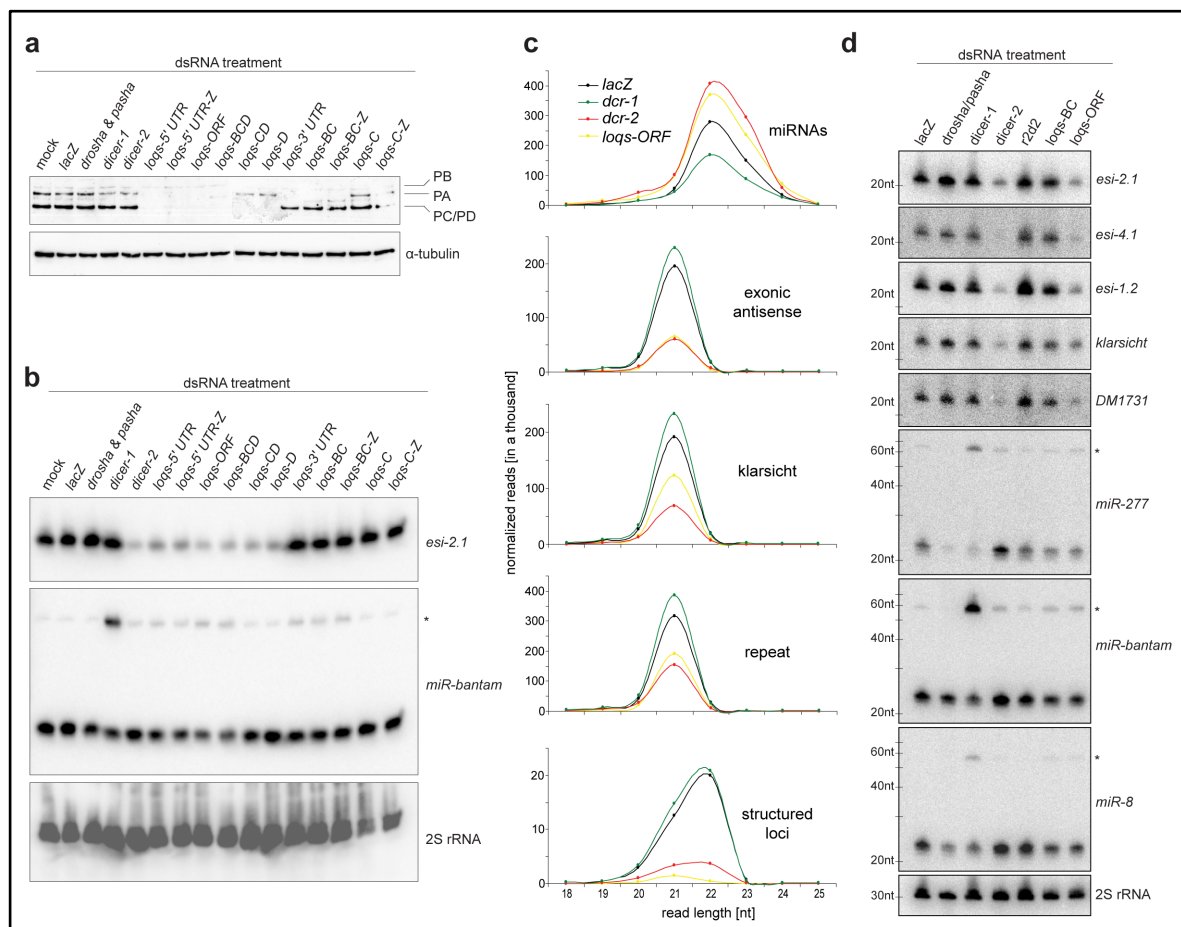 a
dsRNA treatment
mock
lacZ
drosha & pasha
dicer-1
dicer-2
loqs-5' UTR
loqs-5' UTR-Z
loqs-ORF
loqs-BCD
loqs-CD
loqs-D
loqs-3' UTR
loqs-BC
loqs-BC-Z
loqs-C
loqs-C-Z
PB
PA
PC/PD
α-tubulin
b
dsRNA treatment
mock
lacZ
drosha & pasha
dicer-1
dicer-2
loqs-5' UTR
loqs-5' UTR-Z
loqs-ORF
loqs-BCD
loqs-CD
loqs-D
loqs-3' UTR
loqs-BC
loqs-BC-Z
loqs-C
loqs-C-Z
esi-2.1
*
miR-bantam
2S rRNA
c
lacZ
dcr-1
dcr-2
loqs-ORF
miRNAs
400
300
200
100
50
0
exonic
antisense
200
100
0
klarsicht
200
100
0
repeat
400
300
200
100
50
0
structured
loci
20
10
0
normalized reads [in a thousand]
18 19 20 21 22 23 24 25
read length [nt]
d
dsRNA treatment
lacZ
drosha/pasha
dicer-1
dicer-2
r2d2
loqs-BC
loqs-ORF
20nt
esi-2.1
20nt
esi-4.1
20nt
esi-1.2
20nt
klarsicht
20nt
DM1731
60nt
*
40nt
miR-277
20nt
60nt
*
40nt
miR-bantam
20nt
60nt
*
40nt
miR-8
20nt
30nt
2S rRNA